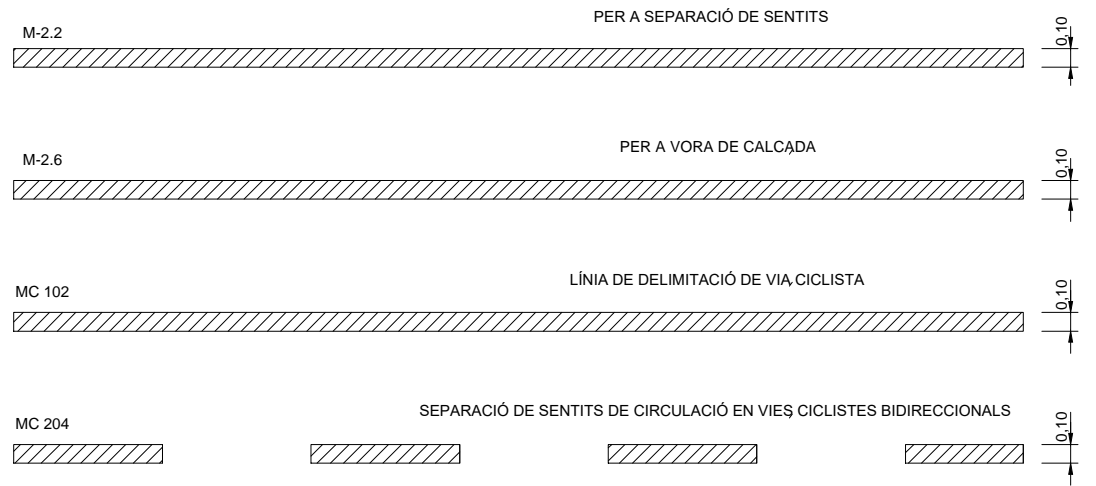 PER A SEPARACIÓ DE SENTITS
M-2.2
0,10
PER A VORA DE CALÇADA
M-2.6
0,10
LÍNIA DE DELIMITACIÓ DE VIA CICLISTA
MC 102
0,10
SEPARACIÓ DE SENTITS DE CIRCULACIÓ EN VIES CICLISTES BIDIRECCIONALS
MC 204
0,10